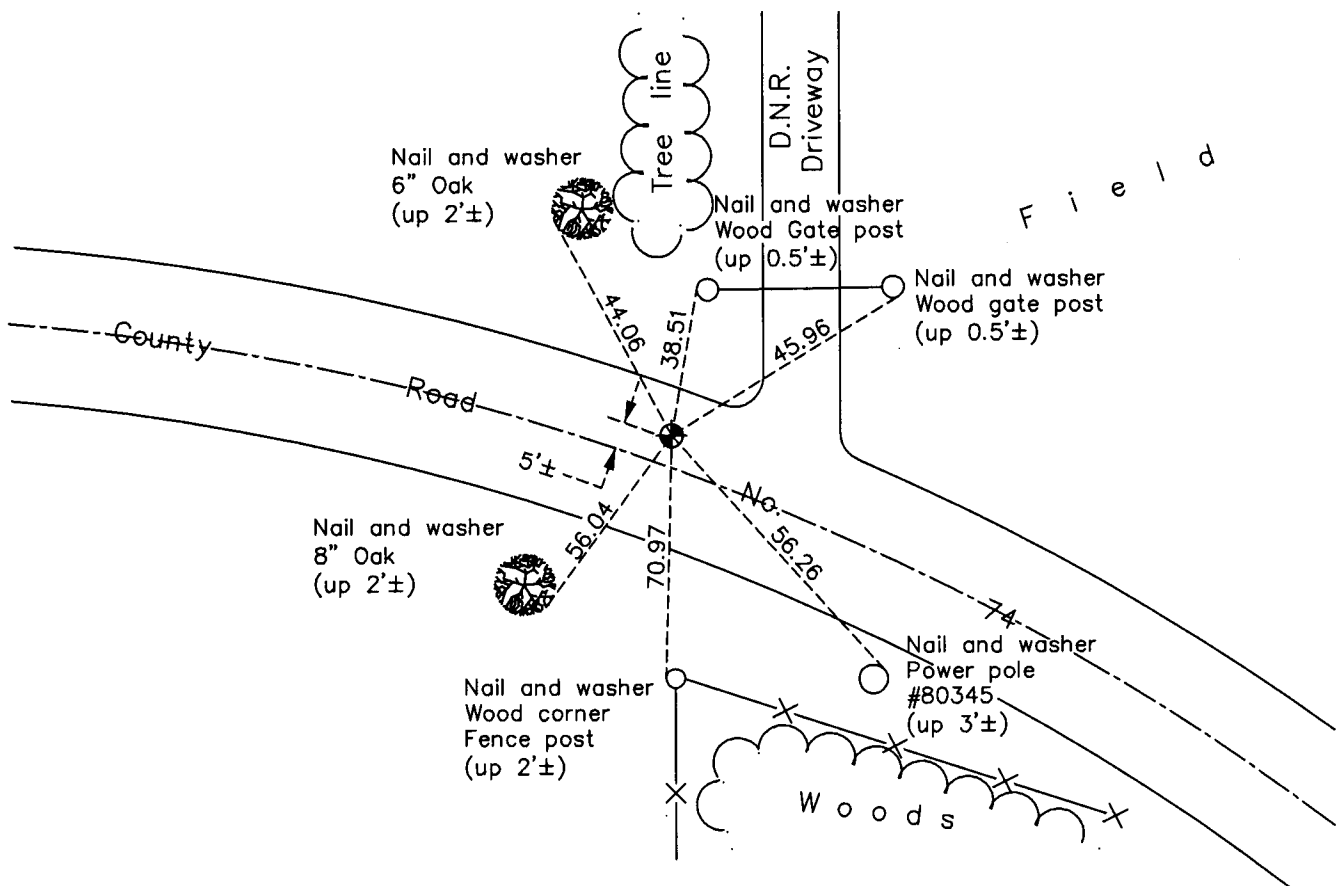 Tree line
D.N.R.
Driveway
Field
Nail and washer
6" Oak
(up 2'±)
Nail and washer
Wood Gate post
(up 0.5'±)
Nail and washer
Wood gate post
(up 0.5'±)
44.06
38.51
45.96
County Road No. 74
5'±
56.04
70.97
56.26
Nail and washer
8" Oak
(up 2'±)
Nail and washer
Power pole
#80345
(up 3'±)
Nail and washer
Wood corner
Fence post
(up 2'±)
Woods